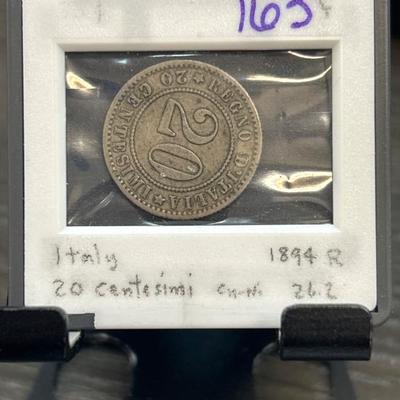 163
20
REGNO D'ITALIA * 20 CENTESIMI *
Italy 1894 R
20 centesimi Cu-Ni 26.2